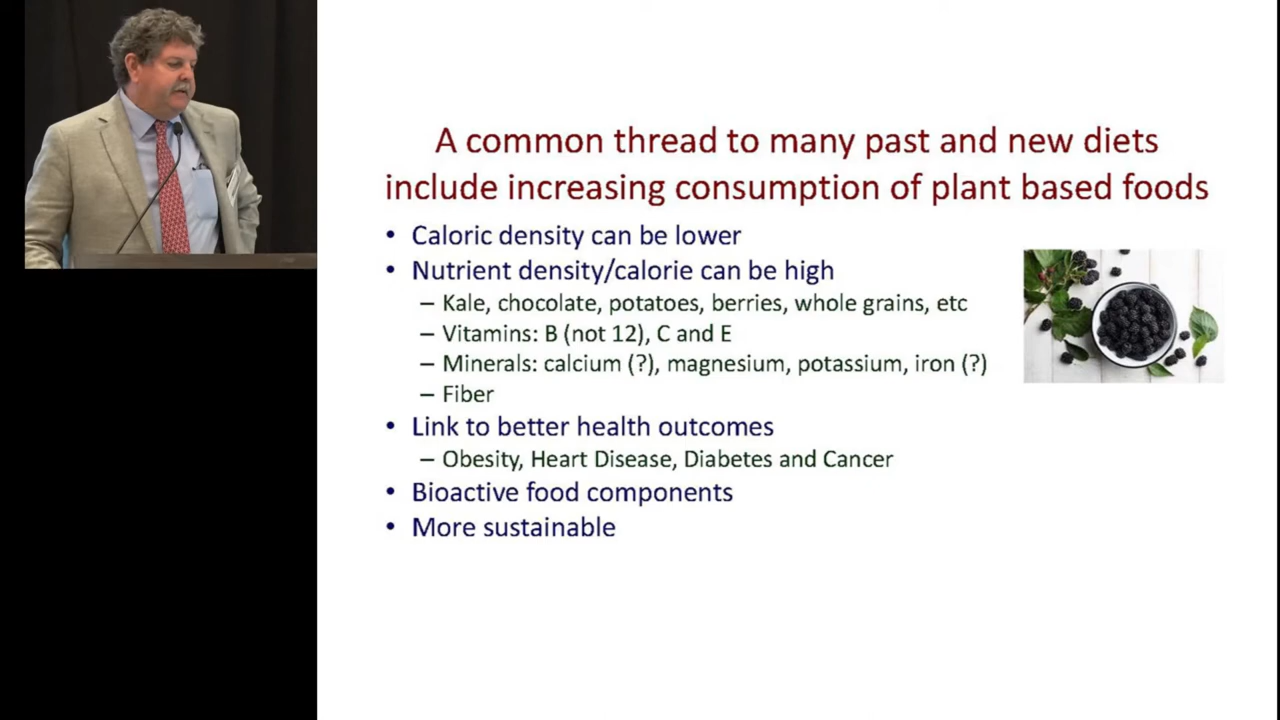 A common thread to many past and new diets
include increasing consumption of plant based foods
• Caloric density can be lower
• Nutrient density/calorie can be high
– Kale, chocolate, potatoes, berries, whole grains, etc
– Vitamins: B (not 12), C and E
– Minerals: calcium (?), magnesium, potassium, iron (?)
– Fiber
• Link to better health outcomes
– Obesity, Heart Disease, Diabetes and Cancer
• Bioactive food components
• More sustainable